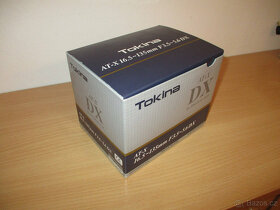 Tokina
AT-X 16.5-135mm F3.5-5.6 DX
AT-X
DX
Tokina
AT-X
16.5-135mm F3.5-5.6 DX
bazos.cz